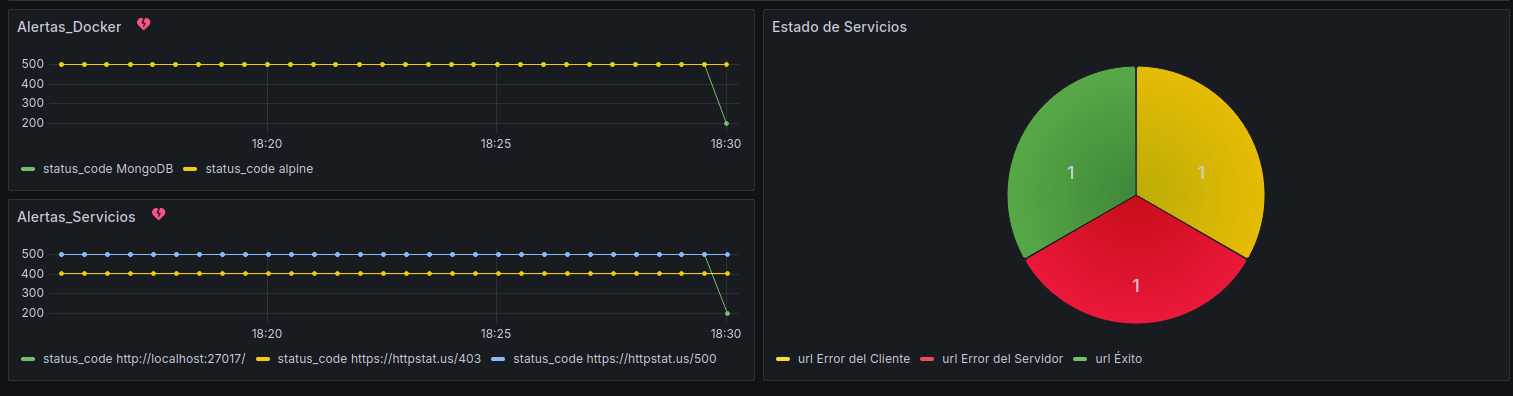 Alertas_Docker
500
400
300
200
18:20 18:25 18:30
status_code MongoDB status_code alpine
Alertas_Servicios
500
400
300
200
18:20 18:25 18:30
status_code http://localhost:27017/ status_code https://httpstat.us/403 status_code https://httpstat.us/500
Estado de Servicios
1 1
1
url Error del Cliente url Error del Servidor url Éxito